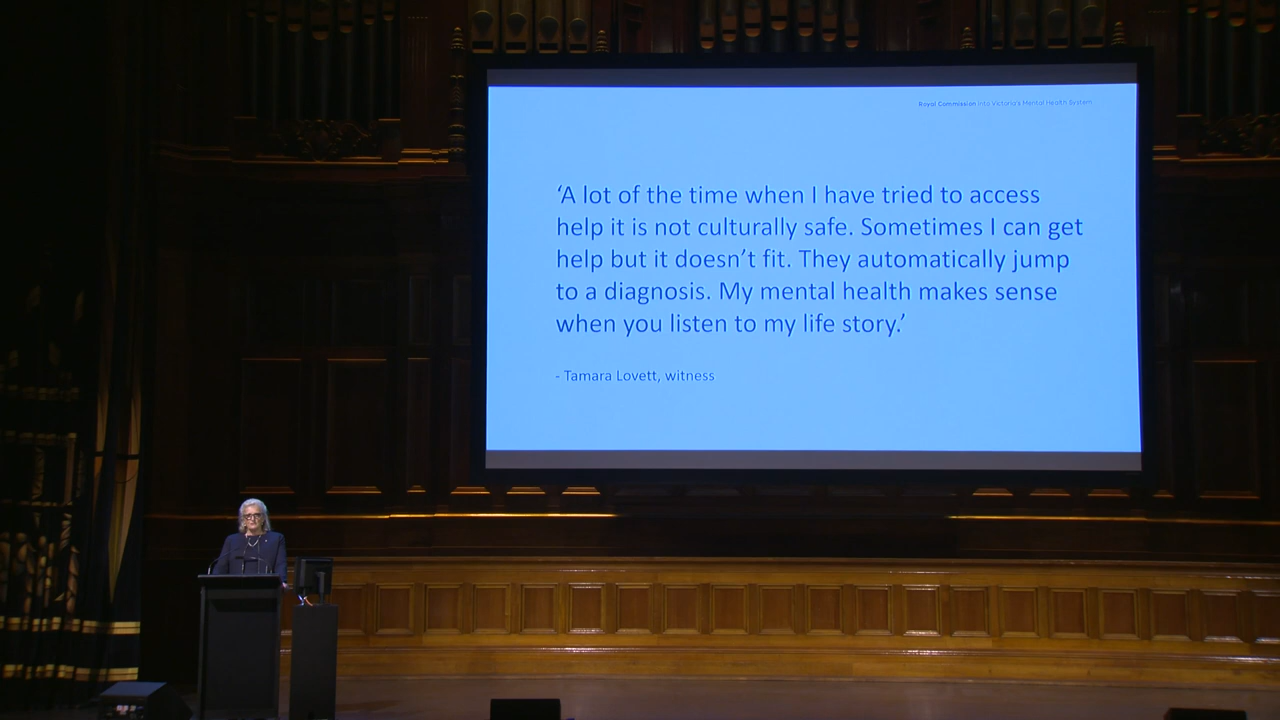 Royal Commission into Victoria's Mental Health System
‘A lot of the time when I have tried to access
help it is not culturally safe. Sometimes I can get
help but it doesn’t fit. They automatically jump
to a diagnosis. My mental health makes sense
when you listen to my life story.’
- Tamara Lovett, witness